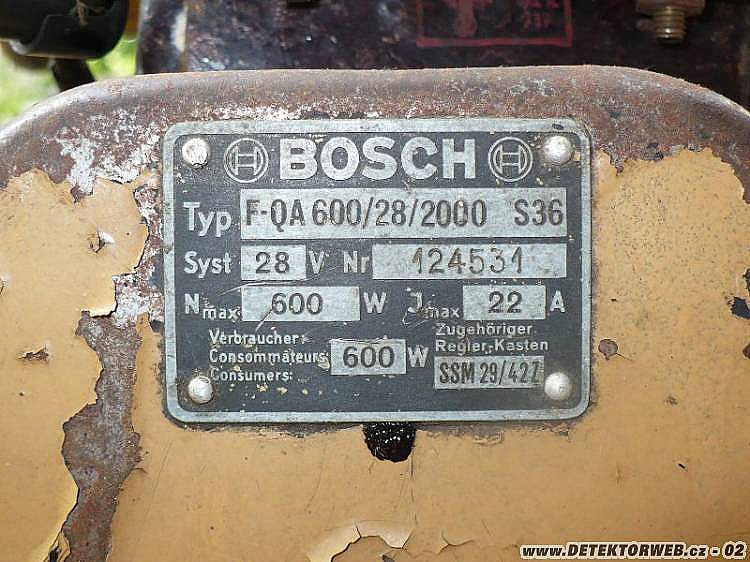 BOSCH
Typ F-QA 600/28/2000 S36
Syst 28 V Nr 124531
Nmax 600 W Jmax 22 A
Verbraucher:
Consommateurs:
Consumers:
600 W
Zugehöriger
Regler-Kasten
SSM 29/42Z
www.DETEKTORWEB.cz - 02